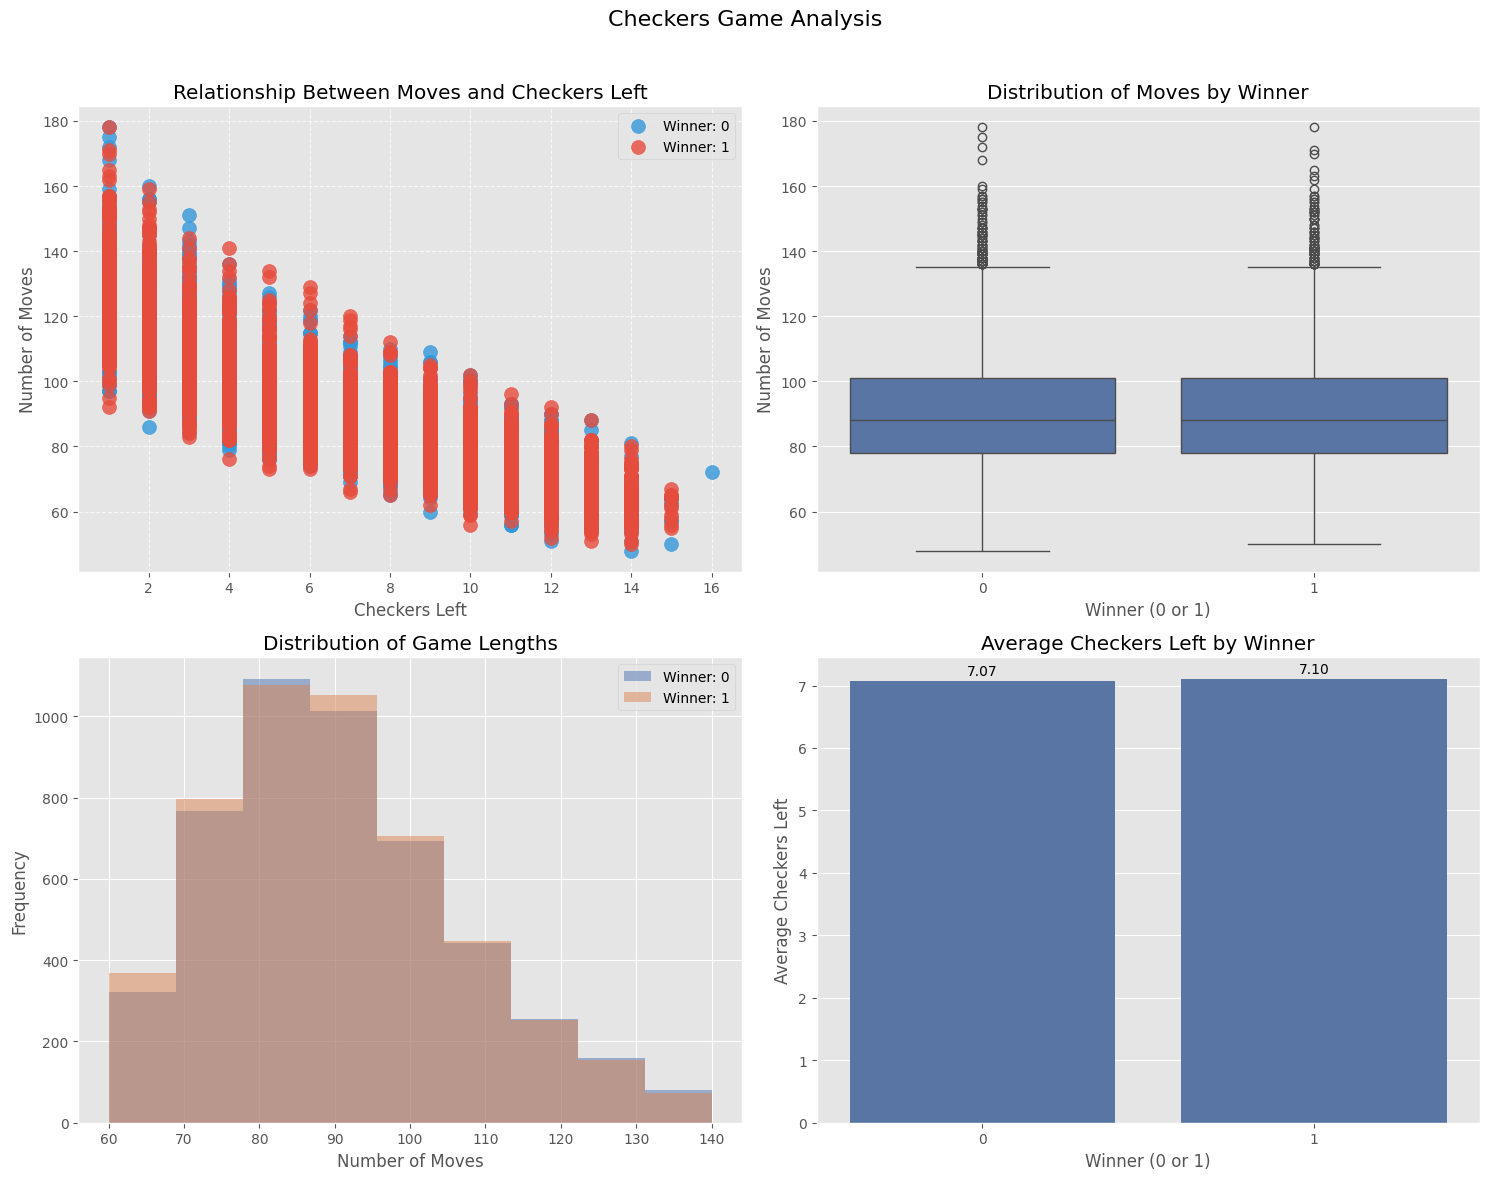 Checkers Game Analysis
Relationship Between Moves and Checkers Left
Number of Moves
180
160
140
120
100
80
60
2 4 6 8 10 12 14 16
Checkers Left
Winner: 0
Winner: 1
Distribution of Moves by Winner
Number of Moves
180
160
140
120
100
80
60
0 1
Winner (0 or 1)
Distribution of Game Lengths
Frequency
1000
800
600
400
200
0
60 70 80 90 100 110 120 130 140
Number of Moves
Winner: 0
Winner: 1
Average Checkers Left by Winner
Average Checkers Left
7
6
5
4
3
2
1
0
7.07 7.10
0 1
Winner (0 or 1)